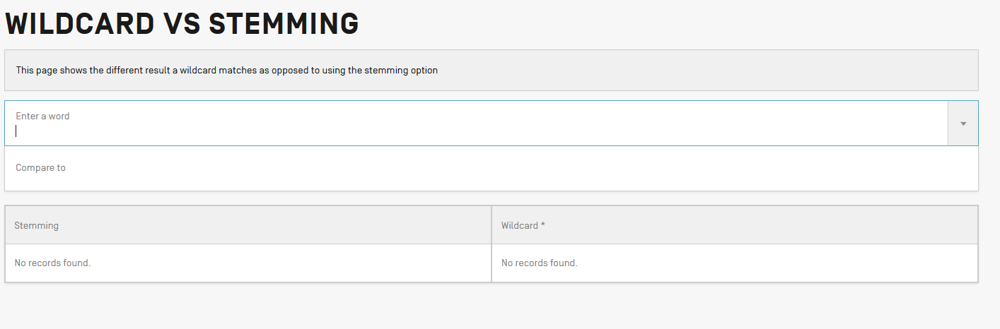 WILDCARD VS STEMMING
This page shows the different result a wildcard matches as opposed to using the stemming option
Enter a word
Compare to
Stemming
Wildcard *
No records found.
No records found.